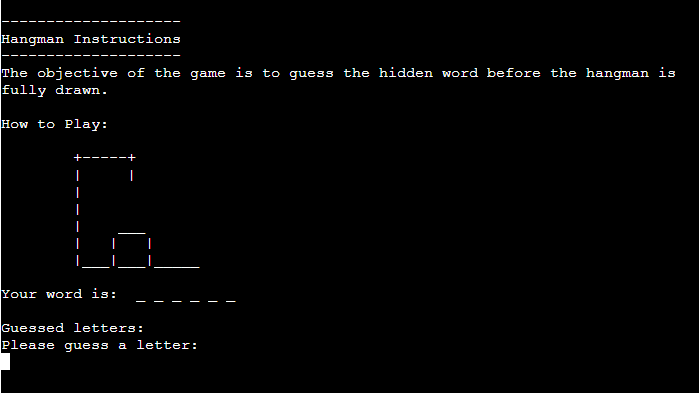 ---------------------
Hangman Instructions
---------------------
The objective of the game is to guess the hidden word before the hangman is
fully drawn.
How to Play:
+-----+
|     |
|
|
|    ___
|   |   |
|___|___|_____
Your word is:  _ _ _ _ _ _
Guessed letters:
Please guess a letter: